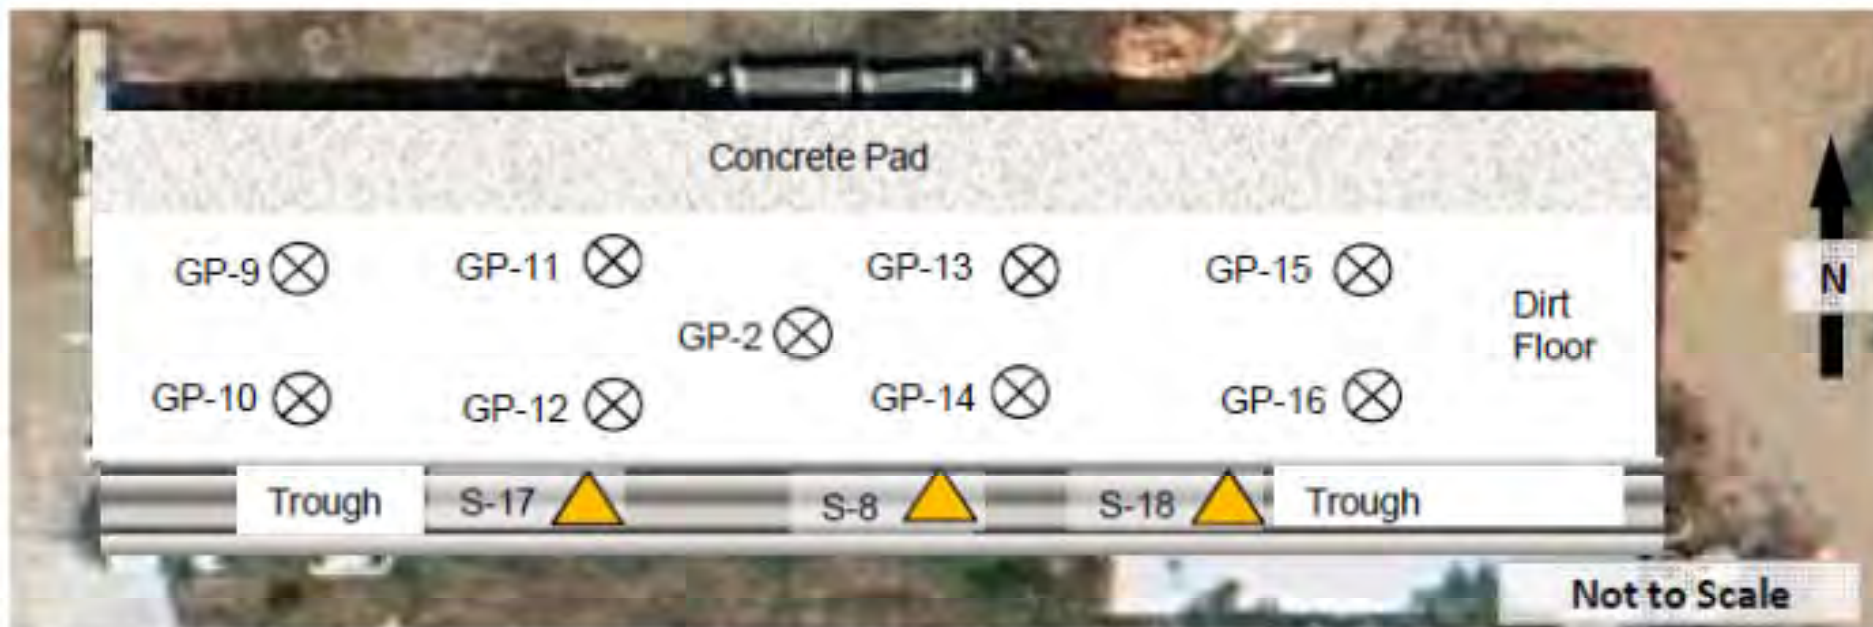 Concrete Pad
GP-9
GP-11
GP-13
GP-15
N
Dirt
Floor
GP-2
GP-10
GP-12
GP-14
GP-16
Trough
S-17
S-8
S-18
Trough
Not to Scale